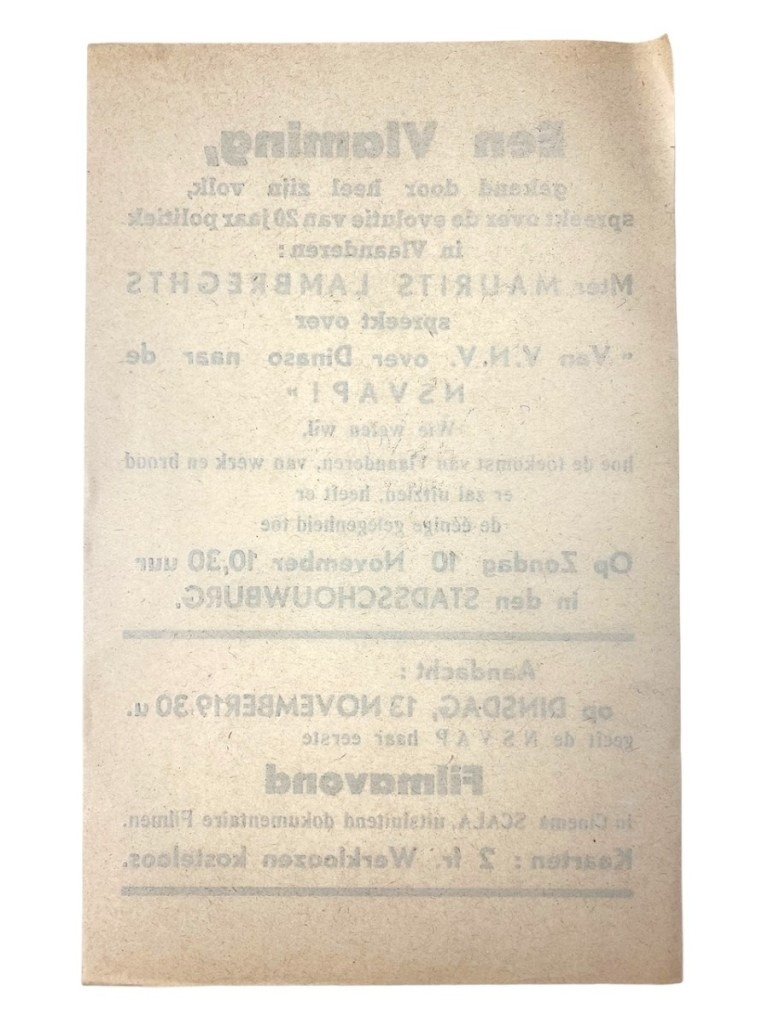 Een Vlaming,
gekend door heel zijn volk,
spreekt over de evolutie van 20 jaar politiek
in Vlaanderen:
Mter MAURITS LAMBREGHTS
spreekt over
"Van V.N.V. over Dinaso naar de
NSVAP!"
Wie weten wil,
hoe de toekomst van Vlaanderen, van werk en brood
er zal uitzien, heeft er
de éénige gelegenheid toe
Op Zondag 10 November 10,30 uur
in den STADSSCHOUWBURG.
Aandacht:
op DINSDAG, 13 NOVEMBER 19.30 u.
geeft de NSVAP haar eerste
Filmavond
in Cinema SCALA, uitsluitend dokumentaire Filmen.
Kaarten: 2 fr. Werkloozen kosteloos.